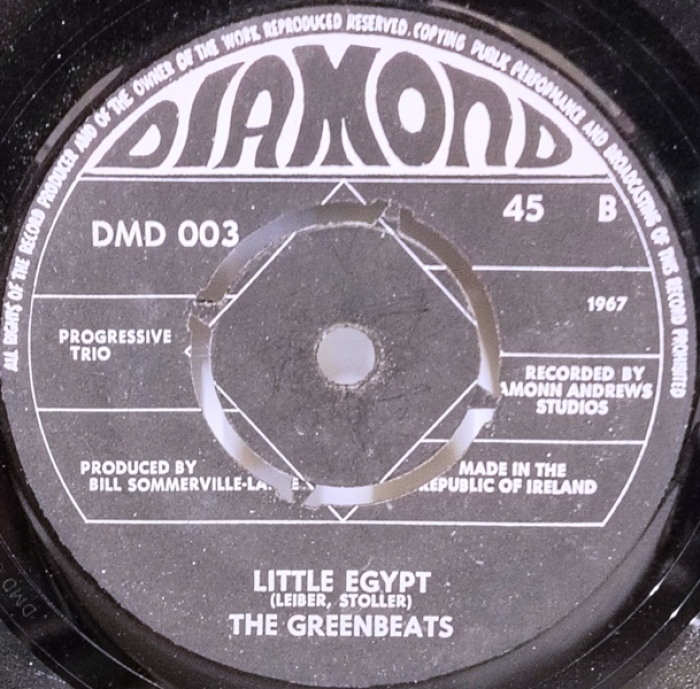 ALL RIGHTS OF THE RECORD PRODUCER AND OF THE OWNER OF THE WORK REPRODUCED RESERVED. COPYING PUBLIC PERFORMANCE AND BROADCASTING OF THIS RECORD PROHIBITED
DIAMOND
DMD 003
45 B
1967
PROGRESSIVE
TRIO
RECORDED BY
AMONN ANDREWS
STUDIOS
PRODUCED BY
BILL SOMMERVILLE-LA
MADE IN THE
REPUBLIC OF IRELAND
LITTLE EGYPT
(LEIBER, STOLLER)
THE GREENBEATS
DMD